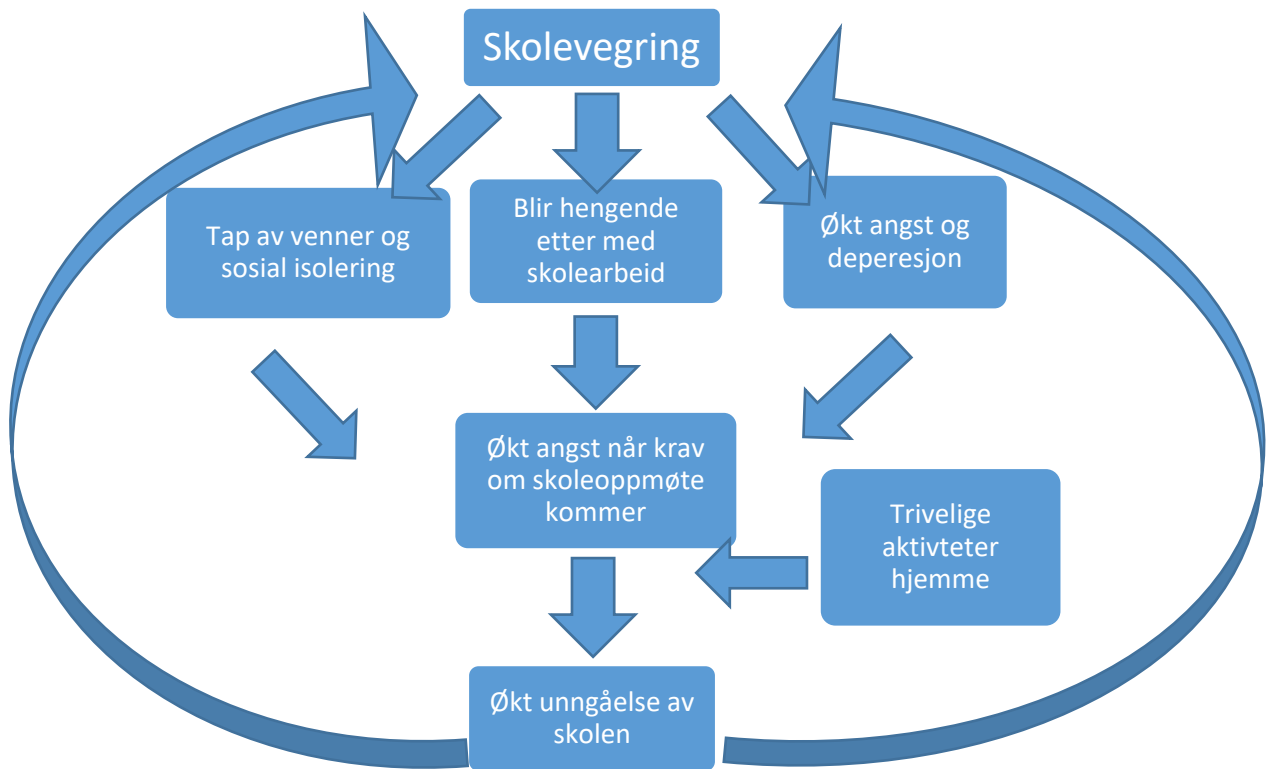 Skolevegring
Tap av venner og
sosial isolering
Blir hengende
etter med
skolearbeid
Økt angst og
deperesjon
Økt angst når krav
om skoleoppmøte
kommer
Trivelige
aktivteter
hjemme
Økt unngåelse av
skolen